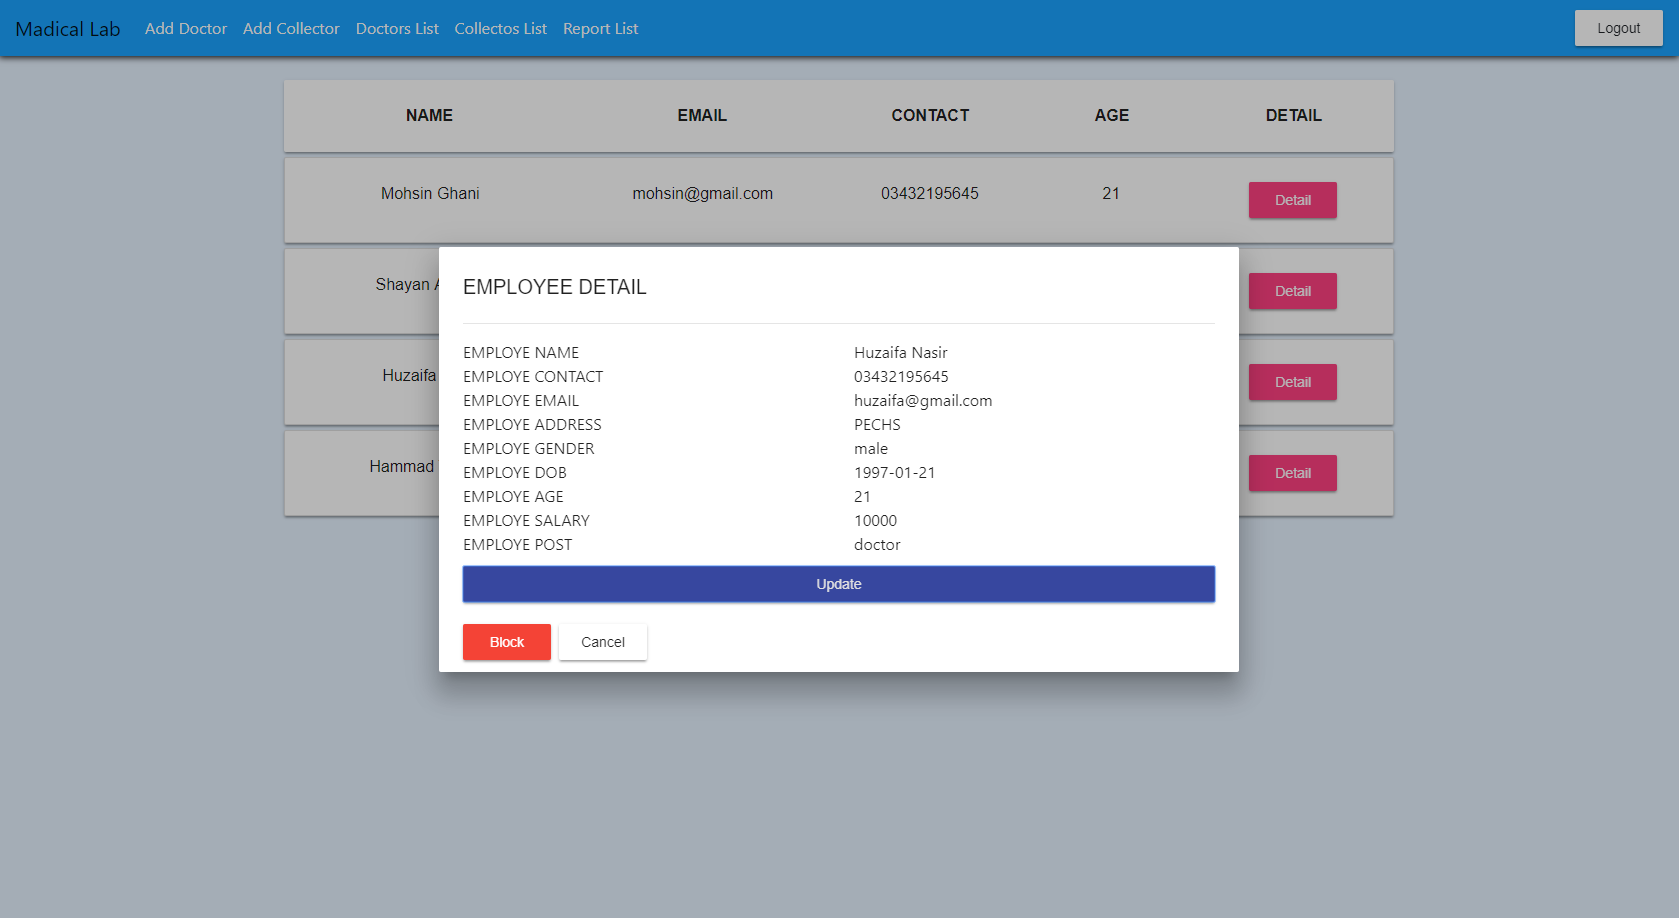 Madical Lab Add Doctor Add Collector Doctors List Collectos List Report List Logout
NAME EMAIL CONTACT AGE DETAIL
Mohsin Ghani mohsin@gmail.com 03432195645 21 Detail
Shayan Detail
Huzaifa Detail
Hammad Detail
EMPLOYEE DETAIL
EMPLOYE NAME Huzaifa Nasir
EMPLOYE CONTACT 03432195645
EMPLOYE EMAIL huzaifa@gmail.com
EMPLOYE ADDRESS PECHS
EMPLOYE GENDER male
EMPLOYE DOB 1997-01-21
EMPLOYE AGE 21
EMPLOYE SALARY 10000
EMPLOYE POST doctor
Update
Block Cancel